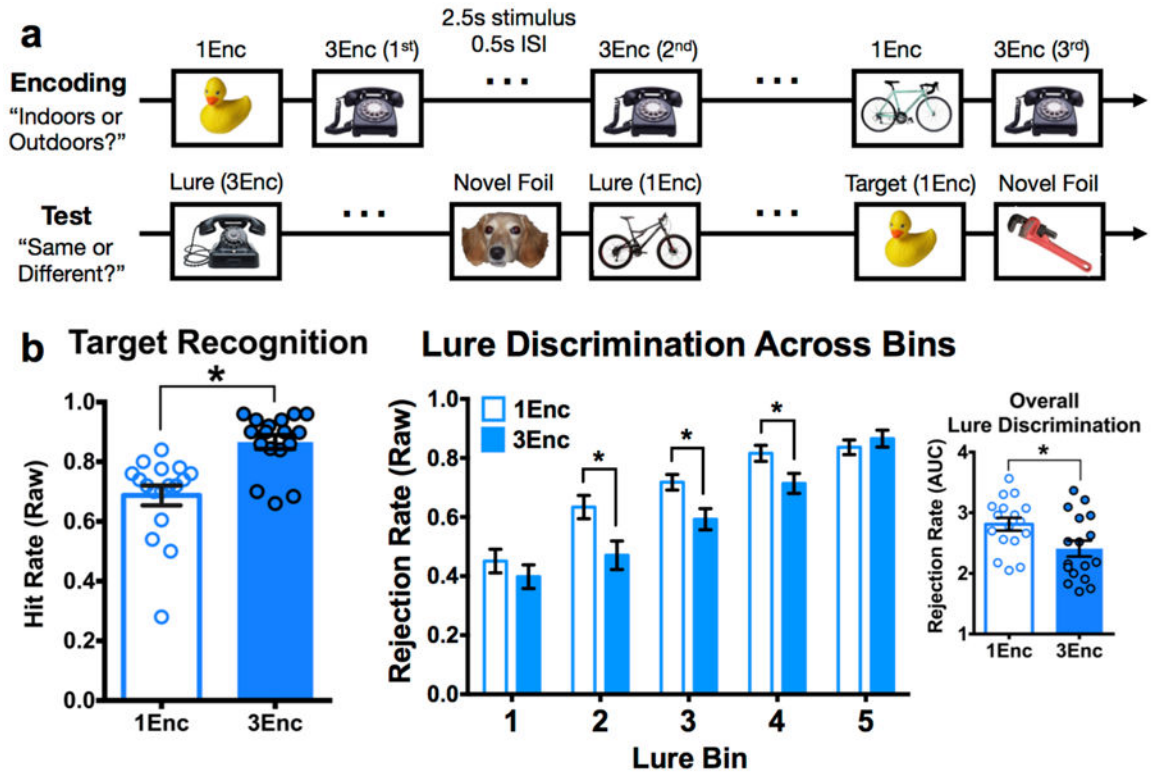 a
2.5s stimulus
0.5s ISI
1Enc
3Enc (1st)
...
3Enc (2nd)
...
1Enc
3Enc (3rd)
Encoding
"Indoors or
Outdoors?"
Lure (3Enc)
...
Novel Foil
Lure (1Enc)
...
Target (1Enc)
Novel Foil
Test
"Same or
Different?"
b
Target Recognition
*
Hit Rate (Raw)
1.0
0.8
0.6
0.4
0.2
0.0
1Enc
3Enc
Lure Discrimination Across Bins
1Enc
3Enc
*
*
*
Rejection Rate (Raw)
1.0
0.8
0.6
0.4
0.2
0.0
1
2
3
4
5
Lure Bin
Overall
Lure Discrimination
*
Rejection Rate (AUC)
4
3
2
1
1Enc
3Enc